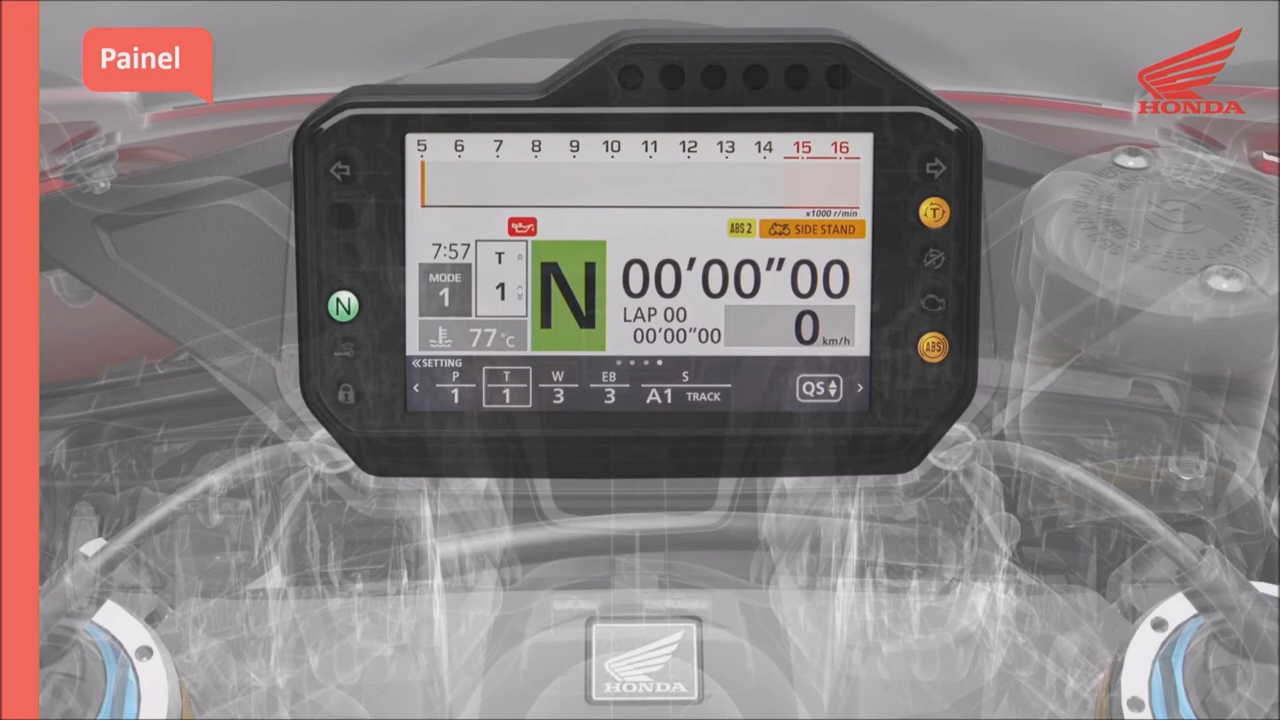 Painel
HONDA
5 6 7 8 9 10 11 12 13 14 15 16
x1000 r/min
ABS 2
SIDE STAND
7:57
T
1
N
00'00"00
MODE
1
LAP 00
00'00"00
0 km/h
77 °C
«SETTING
P T W EB S
1 1 3 3 A1 TRACK
QS
N
T
ABS
HONDA